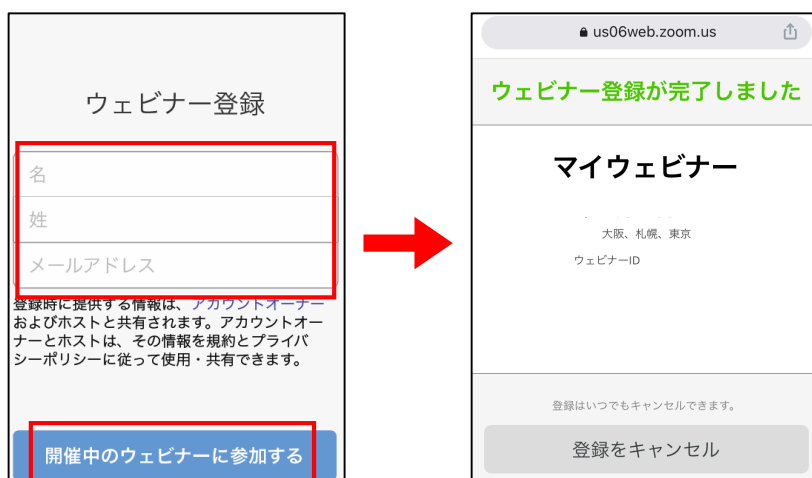 ウェビナー登録
名
姓
メールアドレス
登録時に提供する情報は、アカウントオーナー
およびホストと共有されます。アカウントオー
ナーとホストは、その情報を規約とプライバ
シーポリシーに従って使用・共有できます。
開催中のウェビナーに参加する
us06web.zoom.us
ウェビナー登録が完了しました
マイウェビナー
大阪、札幌、東京
ウェビナーID
登録はいつでもキャンセルできます。
登録をキャンセル